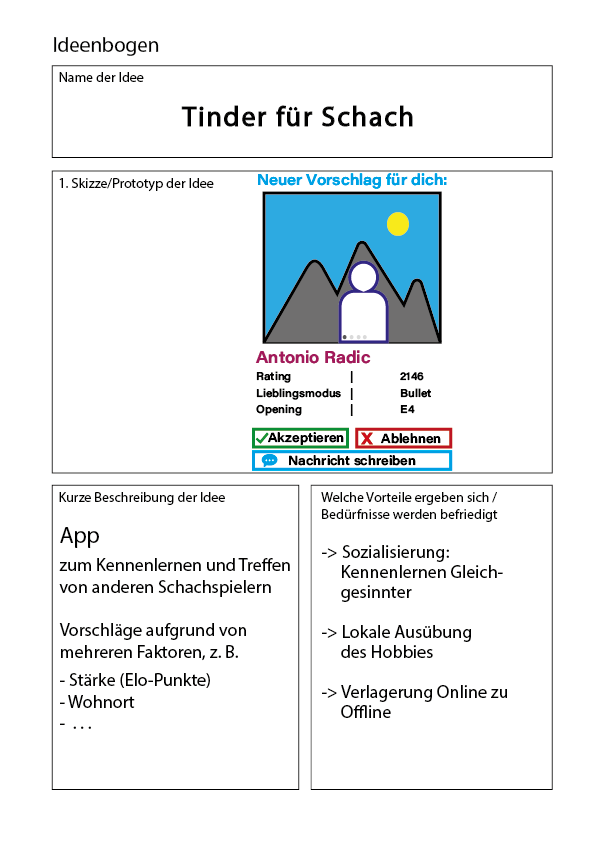 Ideenbogen
Name der Idee
Tinder für Schach
1. Skizze/Prototyp der Idee
Neuer Vorschlag für dich:
Antonio Radic
Rating | 2146
Lieblingsmodus | Bullet
Opening | E4
Akzeptieren
Ablehnen
Nachricht schreiben
Kurze Beschreibung der Idee
App
zum Kennenlernen und Treffen
von anderen Schachspielern
Vorschläge aufgrund von
mehreren Faktoren, z. B.
- Stärke (Elo-Punkte)
- Wohnort
- . . .
Welche Vorteile ergeben sich /
Bedürfnisse werden befriedigt
-> Sozialisierung:
Kennenlernen Gleich-
gesinnter
-> Lokale Ausübung
des Hobbies
-> Verlagerung Online zu
Offline